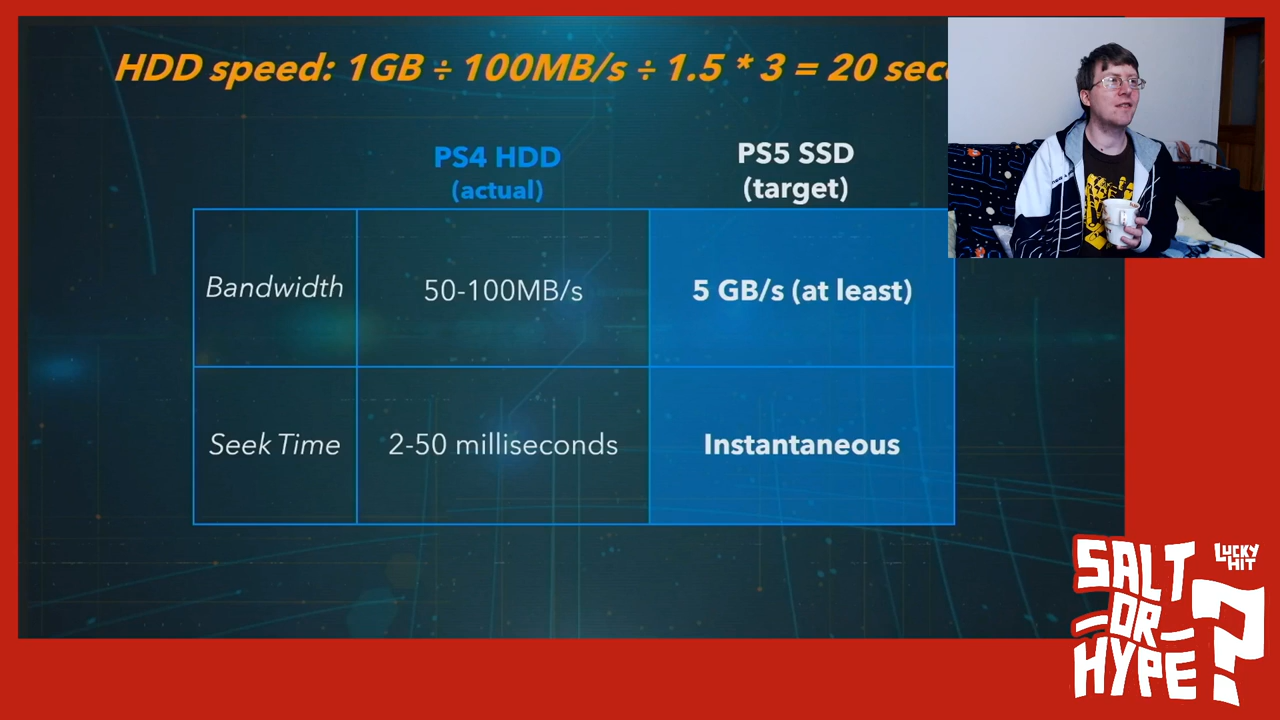 HDD speed: 1GB ÷ 100MB/s ÷ 1.5 * 3 = 20
PS4 HDD
(actual)
PS5 SSD
(target)
Bandwidth
50-100MB/s
5 GB/s (at least)
Seek Time
2-50 milliseconds
Instantaneous
SALT
OR
HYPE
?
LUCKY
HIT